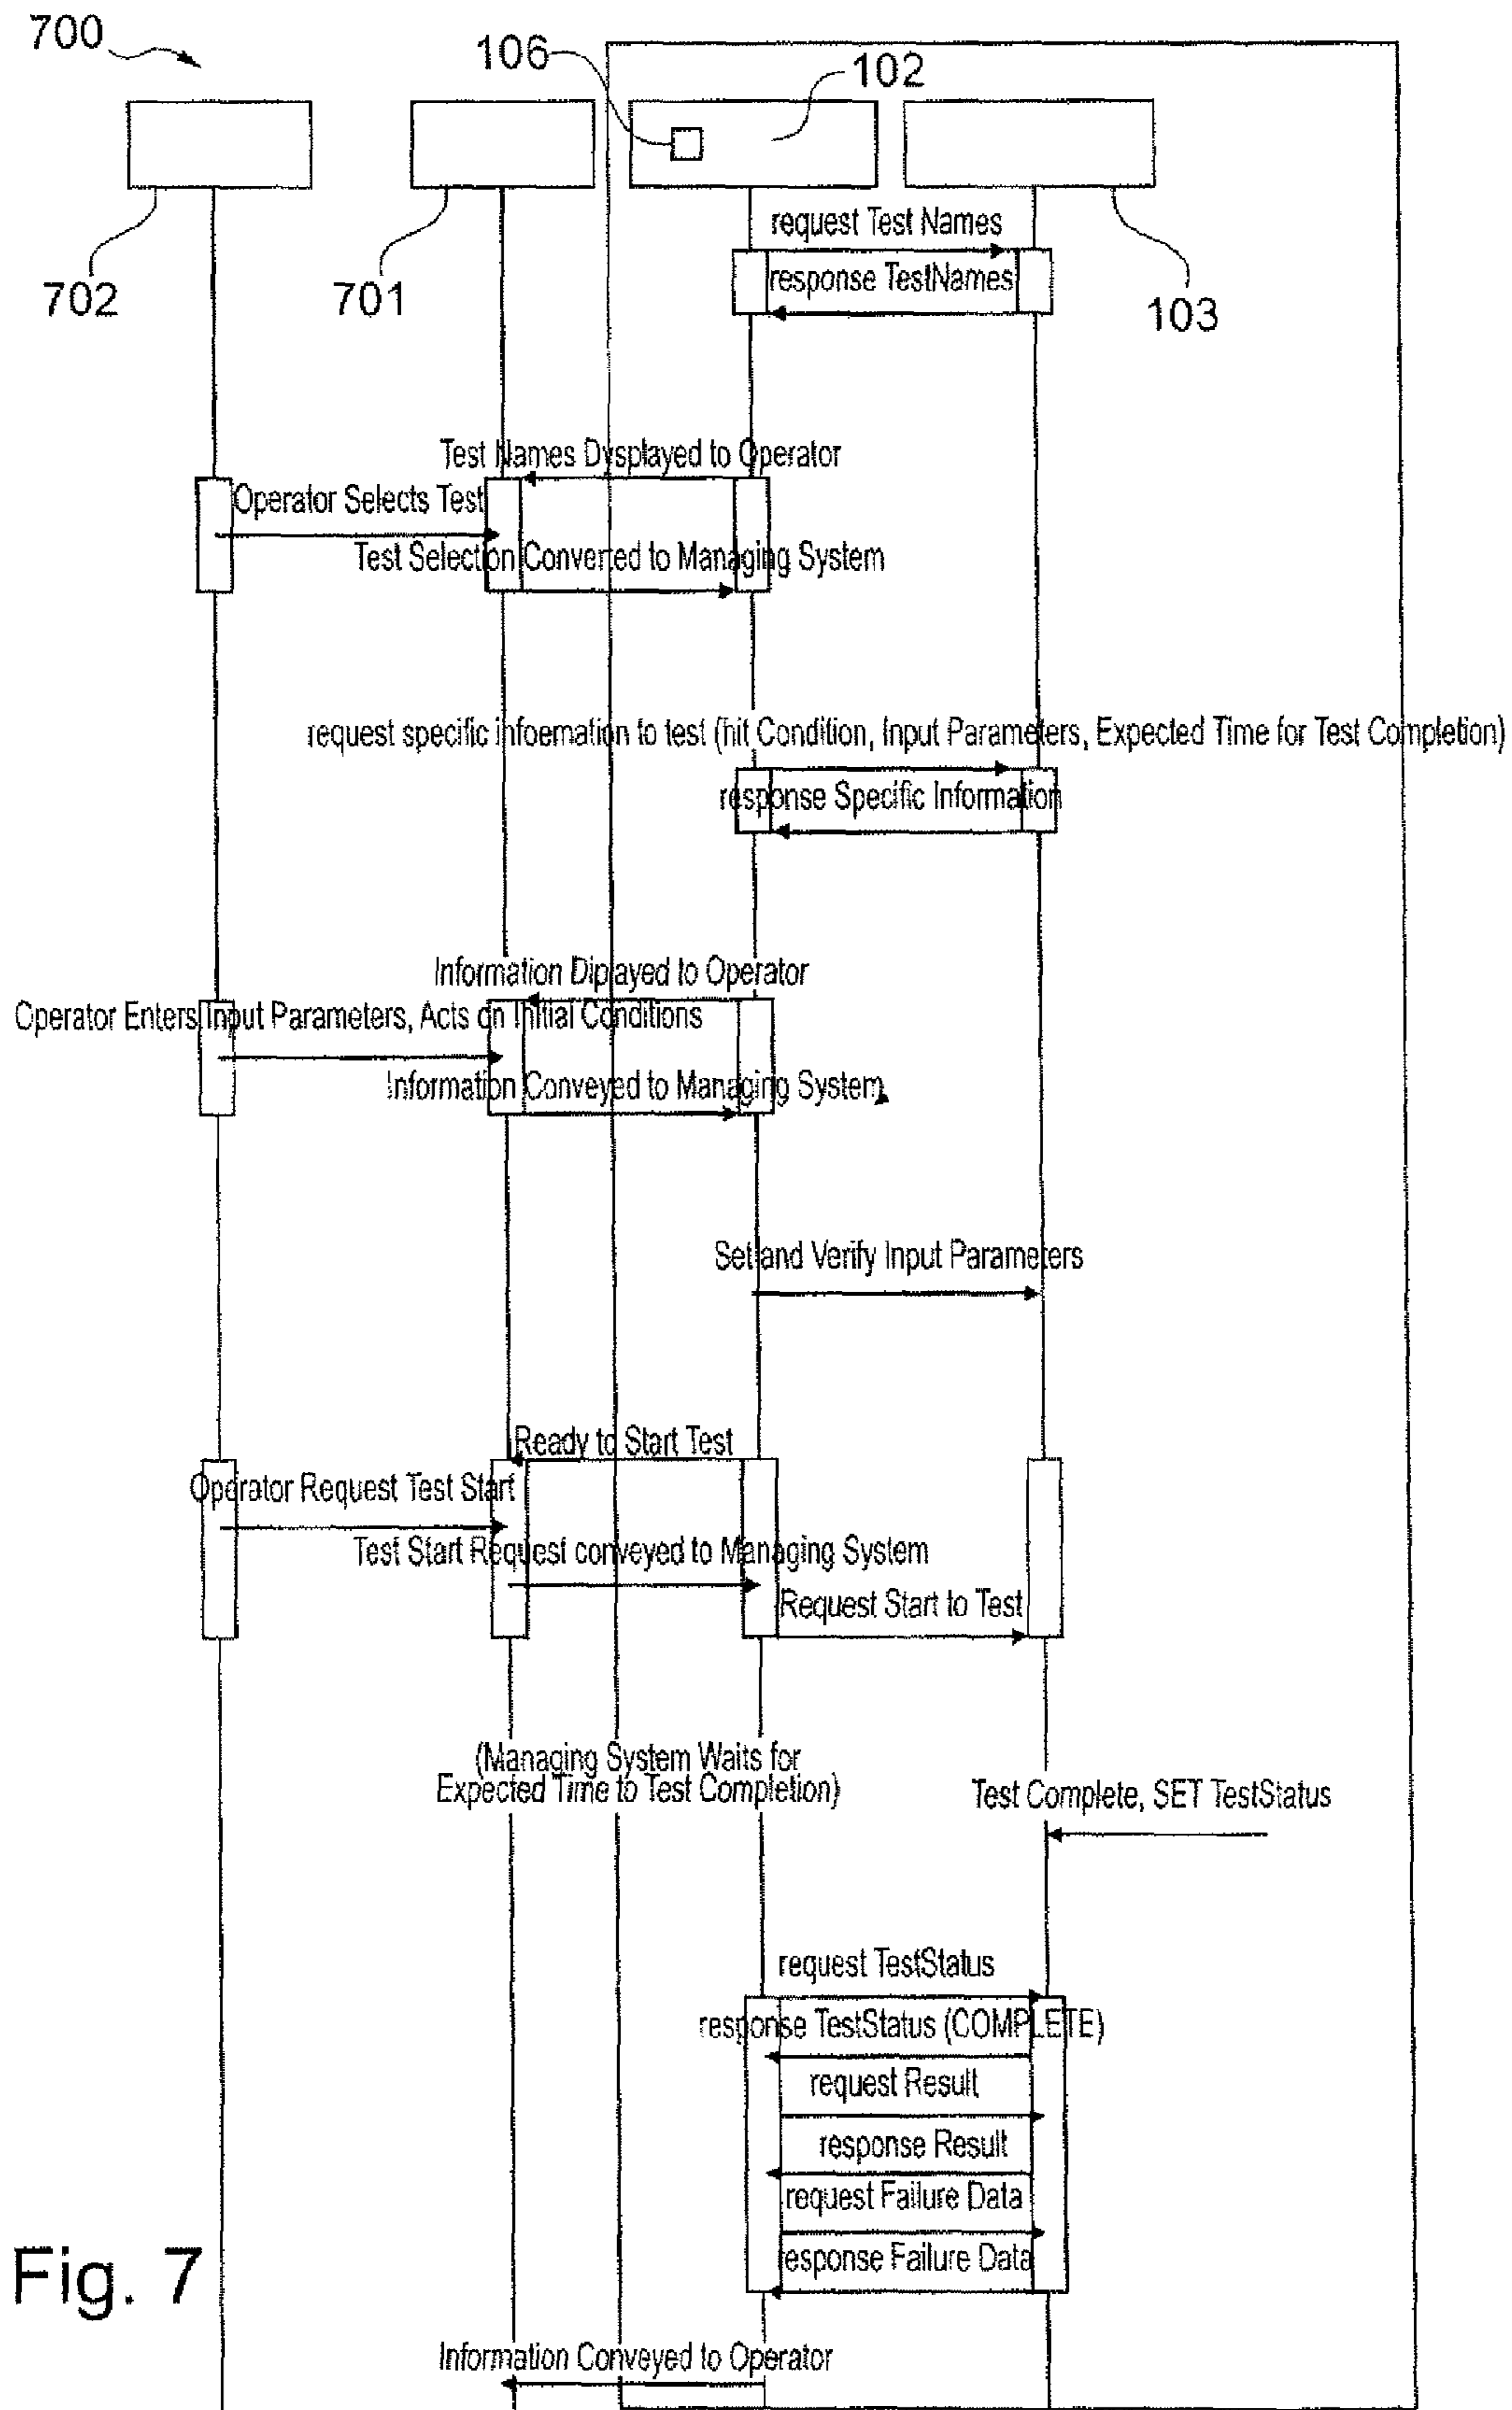 700
106
102
702
701
103
request Test Names
response TestNames
Test Names Dysplayed to Operator
Operator Selects Test
Test Selection Converted to Managing System
request specific infoemation to test (hit Condition, Input Parameters, Expected Time for Test Completion)
response Specific Information
Information Diplayed to Operator
Operator Enters Input Parameters, Acts on Initial Conditions
Information Conveyed to Managing System
Set and Verify Input Parameters
Ready to Start Test
Operator Request Test Start
Test Start Request conveyed to Managing System
Request Start to Test
(Managing System Waits for
Expected Time to Test Completion)
Test Complete, SET TestStatus
request TestStatus
response TestStatus (COMPLETE)
request Result
response Result
request Failure Data
response Failure Data
Fig. 7
Information Conveyed to Operator